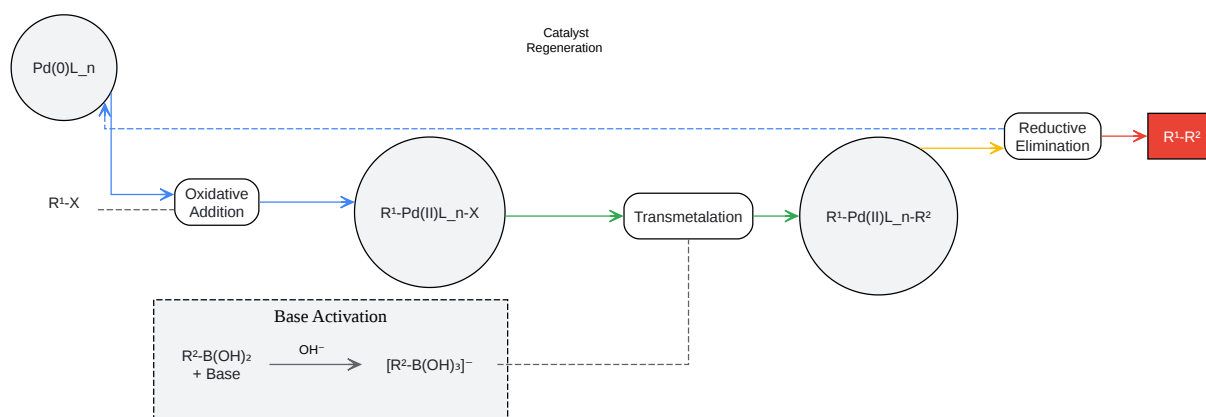 Catalyst
Regeneration
Pd(0)L_n
Reductive
Elimination
R¹-R²
R¹-X
Oxidative
Addition
R¹-Pd(II)L_n-X
Transmetalation
R¹-Pd(II)L_n-R²
Base Activation
R²-B(OH)₂
+ Base
OH⁻
[R²-B(OH)₃]⁻